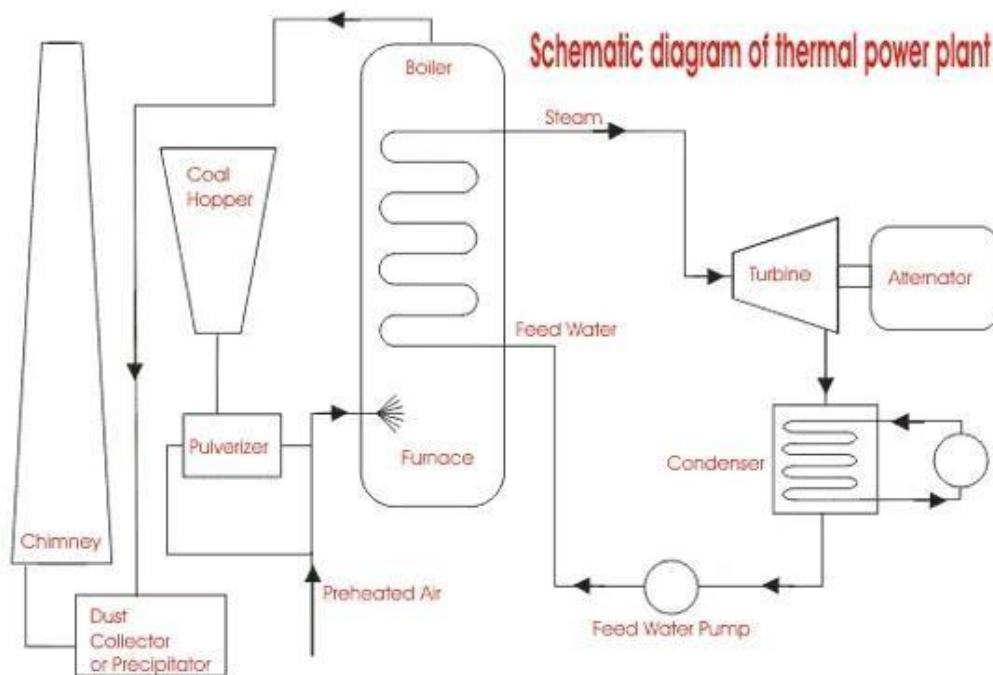 Schematic diagram of thermal power plant
Boiler
Steam
Coal
Hopper
Turbine
Alternator
Feed Water
Pulverizer
Furnace
Condenser
Chimney
Preheated Air
Dust
Collector
or Precipitator
Feed Water Pump